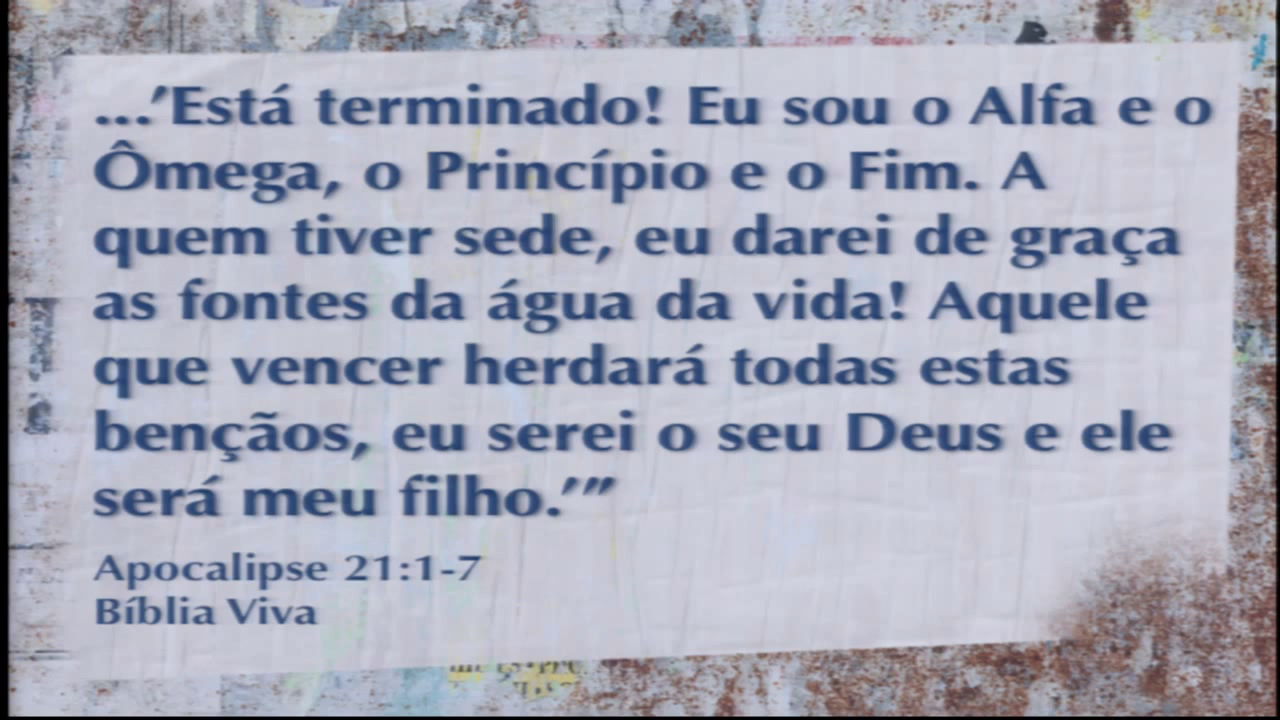 ...’Está terminado! Eu sou o Alfa e o
Ômega, o Princípio e o Fim. A
quem tiver sede, eu darei de graça
as fontes da água da vida! Aquele
que vencer herdará todas estas
bençãos, eu serei o seu Deus e ele
será meu filho.’”
Apocalipse 21:1-7
Bíblia Viva